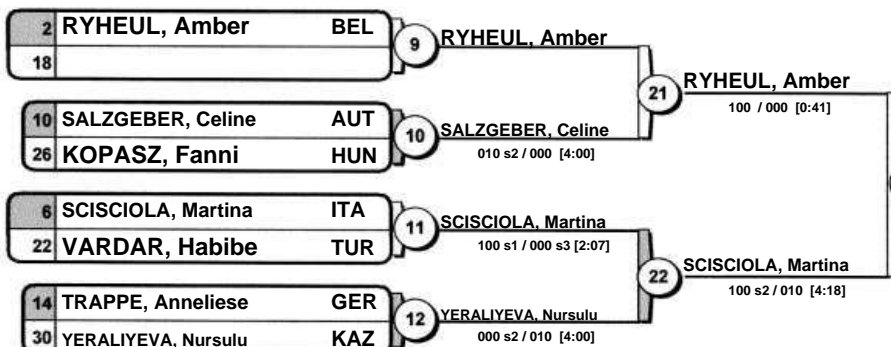 2 RYHEUL, Amber BEL
18
9
RYHEUL, Amber
10 SALZGEBER, Celine AUT
26 KOPASZ, Fanni HUN
10
SALZGEBER, Celine
010 s2 / 000 [4:00]
21
RYHEUL, Amber
100 / 000 [0:41]
6 SCISCIOLA, Martina ITA
22 VARDAR, Habibe TUR
11
SCISCIOLA, Martina
100 s1 / 000 s3 [2:07]
14 TRAPPE, Anneliese GER
30 YERALIYEVA, Nursulu KAZ
12
YERALIYEVA, Nursulu
000 s2 / 010 [4:00]
22
SCISCIOLA, Martina
100 s2 / 010 [4:18]